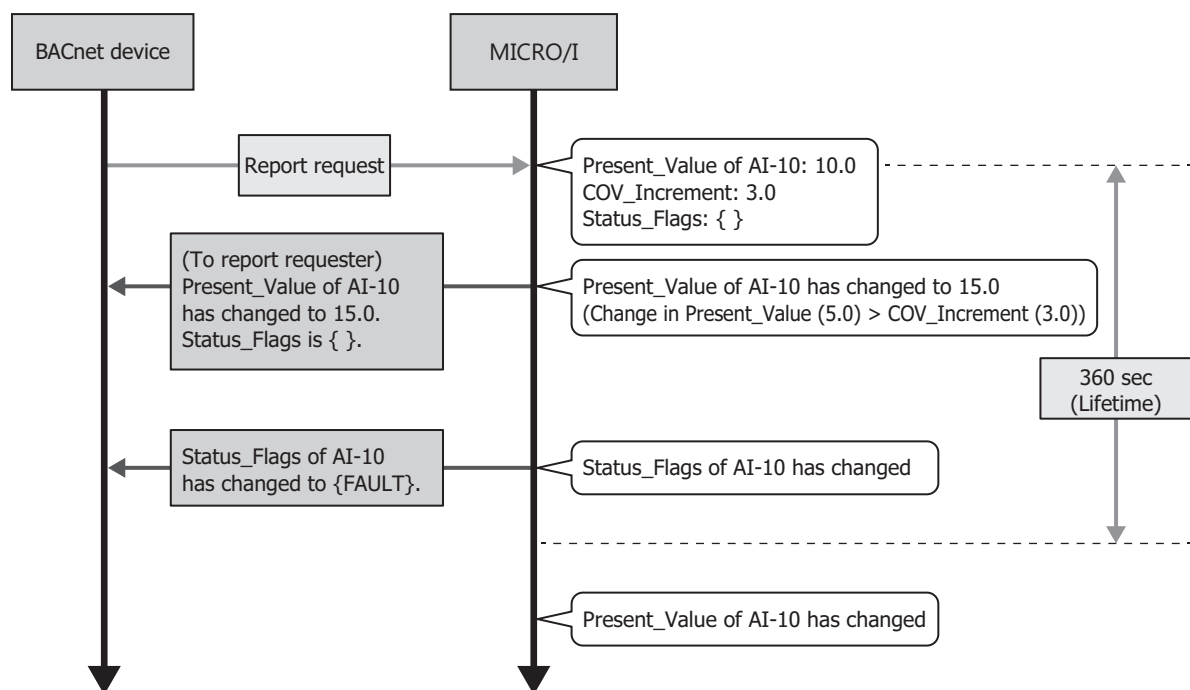 BACnet device
MICRO/I
Report request
Present_Value of AI-10: 10.0
COV_Increment: 3.0
Status_Flags: { }
(To report requester)
Present_Value of AI-10
has changed to 15.0.
Status_Flags is { }.
Present_Value of AI-10 has changed to 15.0
(Change in Present_Value (5.0) > COV_Increment (3.0))
360 sec
(Lifetime)
Status_Flags of AI-10
has changed to {FAULT}.
Status_Flags of AI-10 has changed
Present_Value of AI-10 has changed